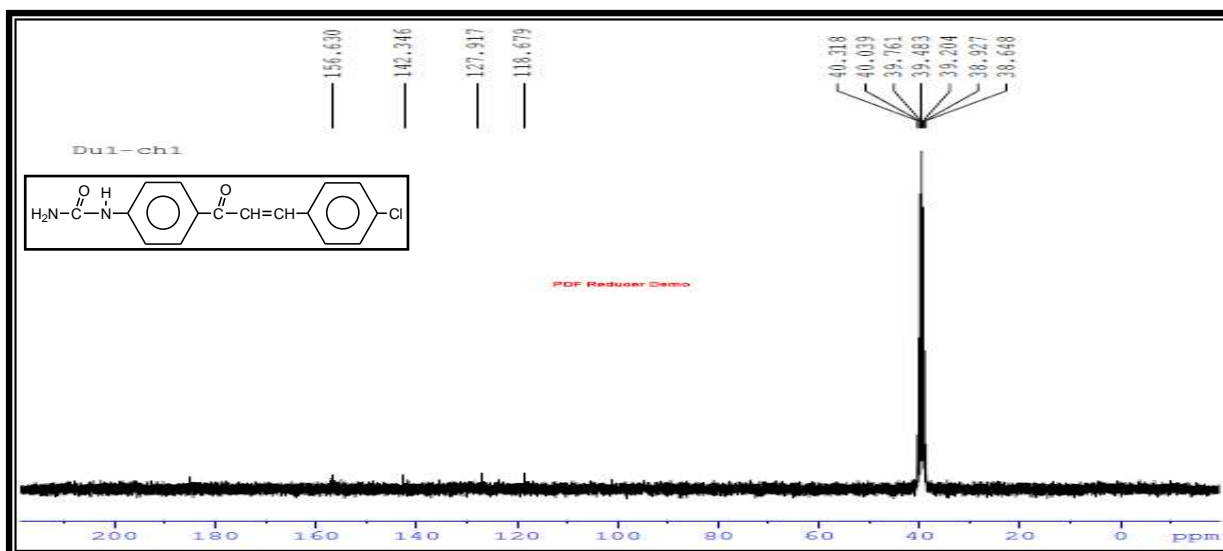 156.630
142.346
127.917
118.679
40.318
40.039
39.761
39.483
39.204
38.927
38.648
Du1-ch1
O H O
H₂N C N C CH=CH Cl
PDF Reducer Demo
200 180 160 140 120 100 80 60 40 20 0 ppm